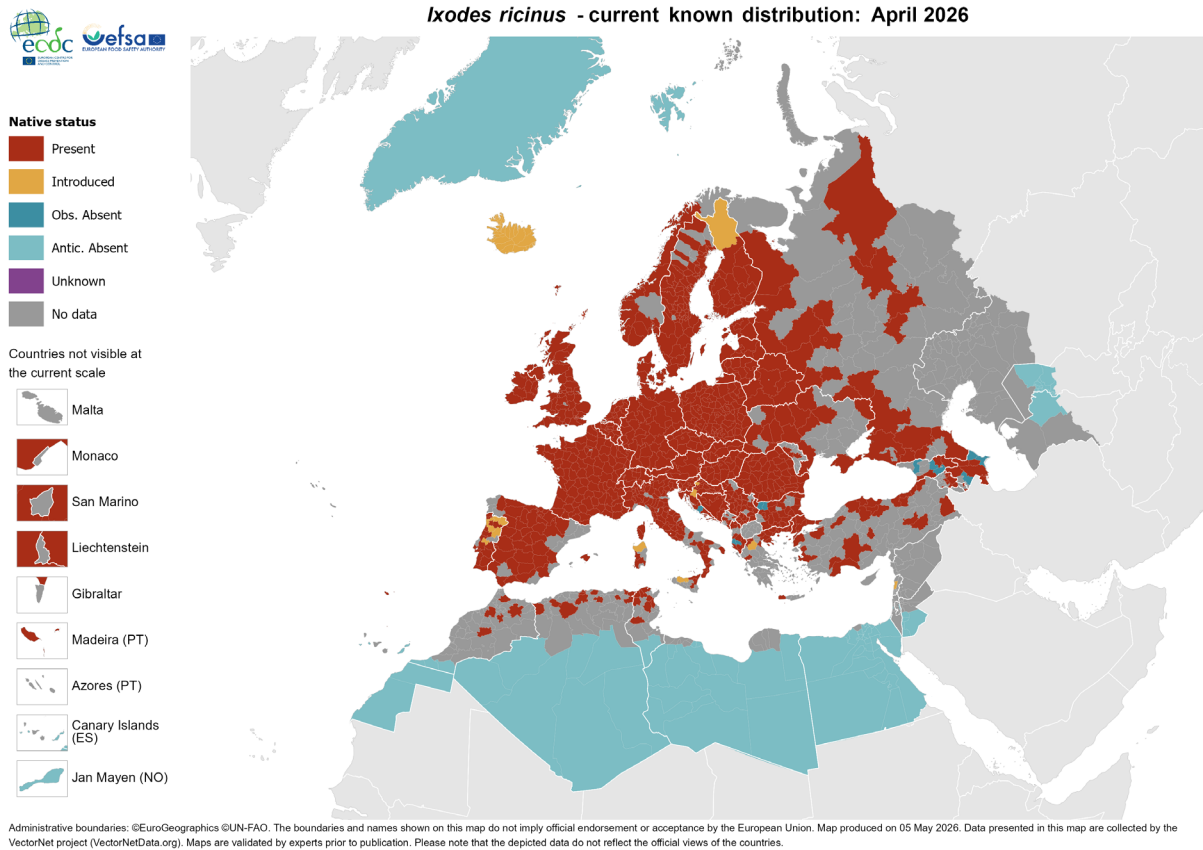 Ixodes ricinus - current known distribution: April 2026
ecdc
efsa
EUROPEAN FOOD SAFETY AUTHORITY
Native status
Present
Introduced
Obs. Absent
Antic. Absent
Unknown
No data
Countries not visible at
the current scale
Malta
Monaco
San Marino
Liechtenstein
Gibraltar
Madeira (PT)
Azores (PT)
Canary Islands
(ES)
Jan Mayen (NO)
Administrative boundaries: ©EuroGeographics ©UN-FAO. The boundaries and names shown on this map do not imply official endorsement or acceptance by the European Union. Map produced on 05 May 2026. Data presented in this map are collected by the
VectorNet project (VectorNetData.org). Maps are validated by experts prior to publication. Please note that the depicted data do not reflect the official views of the countries.